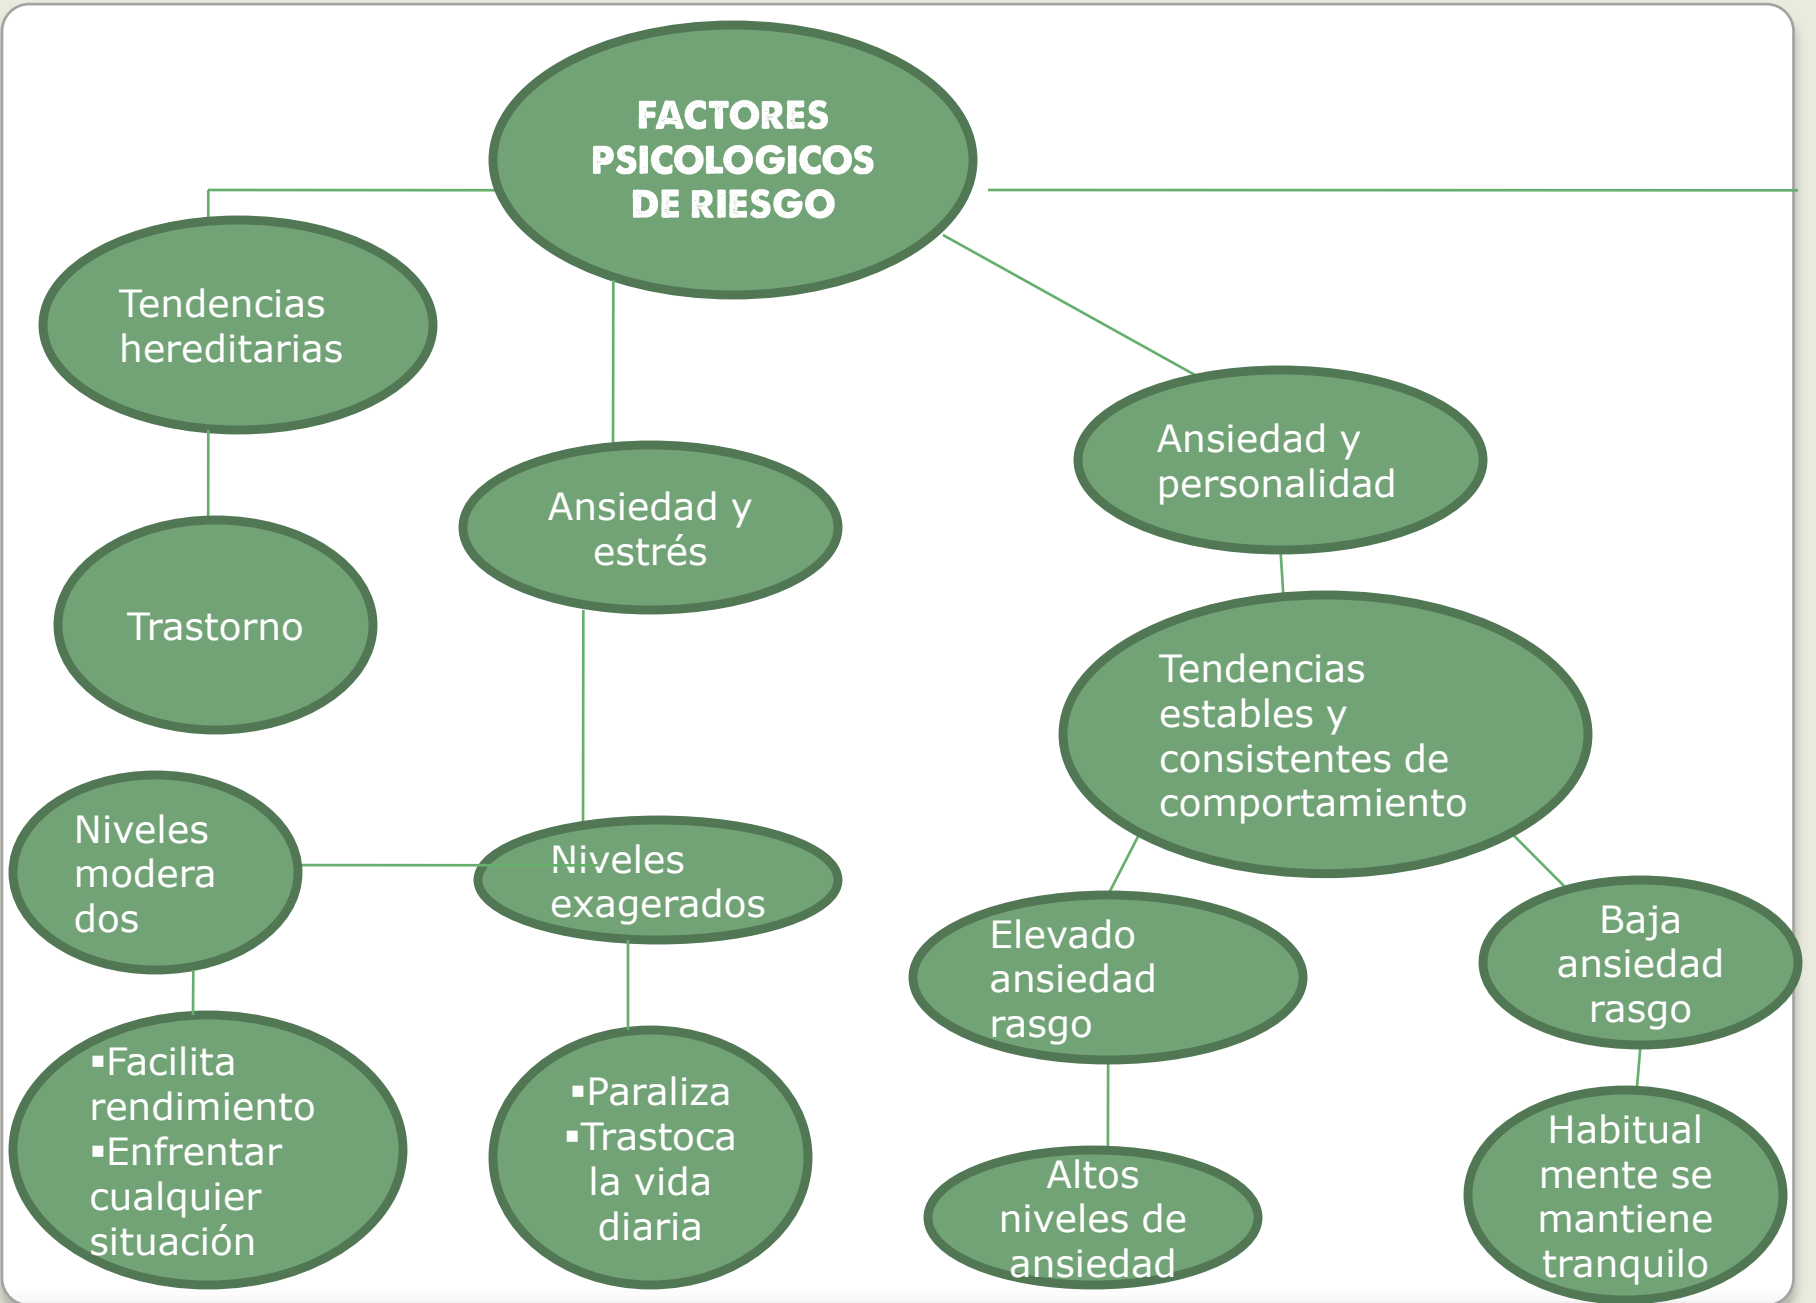 FACTORES
PSICOLOGICOS
DE RIESGO
Tendencias
hereditarias
Trastorno
Ansiedad y
estrés
Niveles
modera
dos
▪Facilita
rendimiento
▪Enfrentar
cualquier
situación
Niveles
exagerados
▪Paraliza
▪Trastoca
la vida
diaria
Ansiedad y
personalidad
Tendencias
estables y
consistentes de
comportamiento
Elevado
ansiedad
rasgo
Altos
niveles de
ansiedad
Baja
ansiedad
rasgo
Habitual
mente se
mantiene
tranquilo